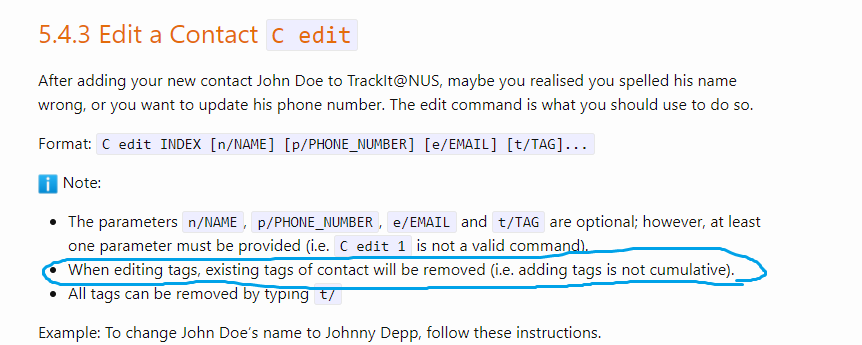 5.4.3 Edit a Contact C edit
After adding your new contact John Doe to TrackIt@NUS, maybe you realised you spelled his name
wrong, or you want to update his phone number. The edit command is what you should use to do so.
Format: C edit INDEX [n/NAME] [p/PHONE_NUMBER] [e/EMAIL] [t/TAG]...
i Note:
• The parameters n/NAME , p/PHONE_NUMBER , e/EMAIL and t/TAG are optional; however, at least
one parameter must be provided (i.e. C edit 1 is not a valid command).
• When editing tags, existing tags of contact will be removed (i.e. adding tags is not cumulative).
• All tags can be removed by typing t/
Example: To change John Doe's name to Johnny Depp, follow these instructions.